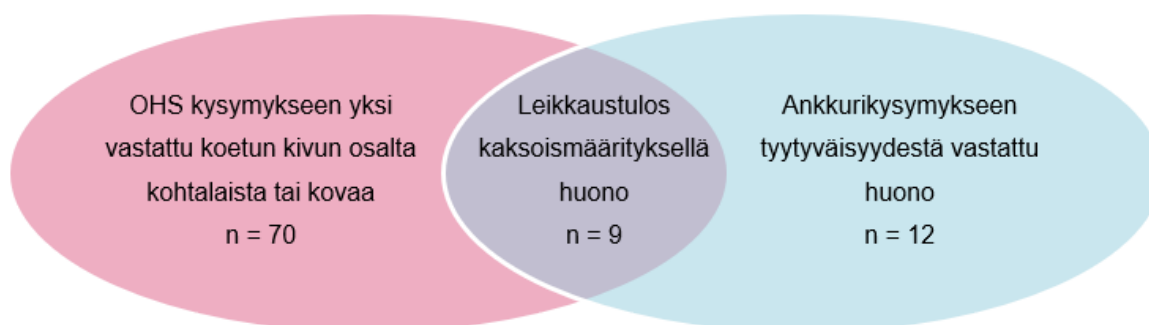 OHS kysymykseen yksi
vastattu koetun kivun osalta
kohtalaista tai kovaa
n = 70
Leikkaustulos
kaksoismäärityksellä
huono
n = 9
Ankkurikysymykseen
tyytyväisyydestä vastattu
huono
n = 12